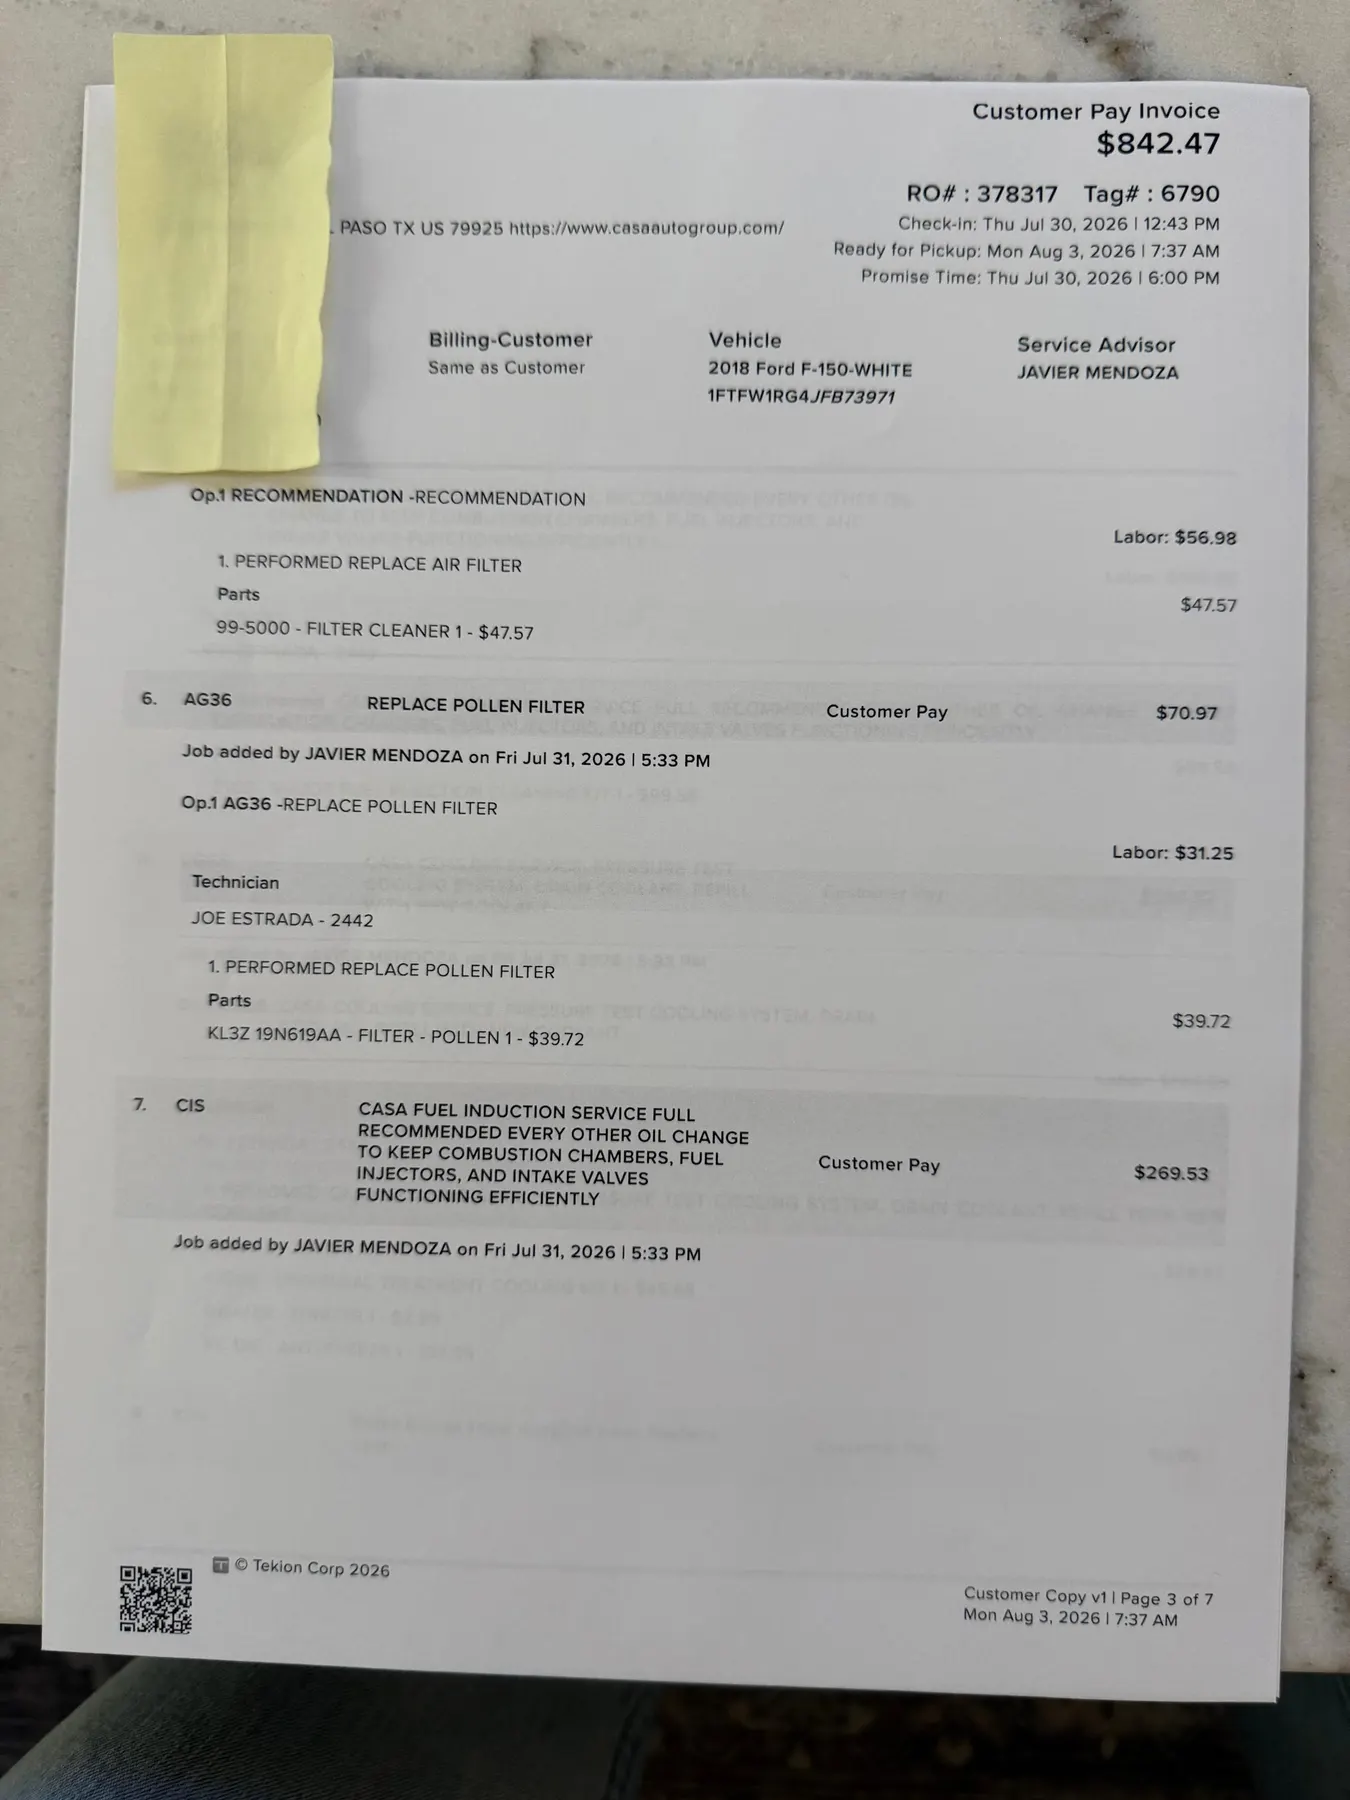 Customer Pay Invoice
$842.47
RO# : 378317 Tag# : 6790
PASO TX US 79925 https://www.casaautogroup.com/
Check-in: Thu Jul 30, 2026 | 12:43 PM
Ready for Pickup: Mon Aug 3, 2026 | 7:37 AM
Promise Time: Thu Jul 30, 2026 | 6:00 PM
Billing-Customer
Same as Customer
Vehicle
2018 Ford F-150-WHITE
1FTFW1RG4JFB73971
Service Advisor
JAVIER MENDOZA
Op.1 RECOMMENDATION -RECOMMENDATION
Labor: $56.98
1. PERFORMED REPLACE AIR FILTER
Parts
$47.57
99-5000 - FILTER CLEANER 1 - $47.57
6. AG36 REPLACE POLLEN FILTER Customer Pay $70.97
Job added by JAVIER MENDOZA on Fri Jul 31, 2026 | 5:33 PM
Op.1 AG36 -REPLACE POLLEN FILTER
Labor: $31.25
Technician
JOE ESTRADA - 2442
1. PERFORMED REPLACE POLLEN FILTER
Parts
$39.72
KL3Z 19N619AA - FILTER - POLLEN 1 - $39.72
7. CIS CASA FUEL INDUCTION SERVICE FULL
RECOMMENDED EVERY OTHER OIL CHANGE
TO KEEP COMBUSTION CHAMBERS, FUEL
INJECTORS, AND INTAKE VALVES
FUNCTIONING EFFICIENTLY
Customer Pay $269.53
Job added by JAVIER MENDOZA on Fri Jul 31, 2026 | 5:33 PM
© Tekion Corp 2026
Customer Copy v1 | Page 3 of 7
Mon Aug 3, 2026 | 7:37 AM